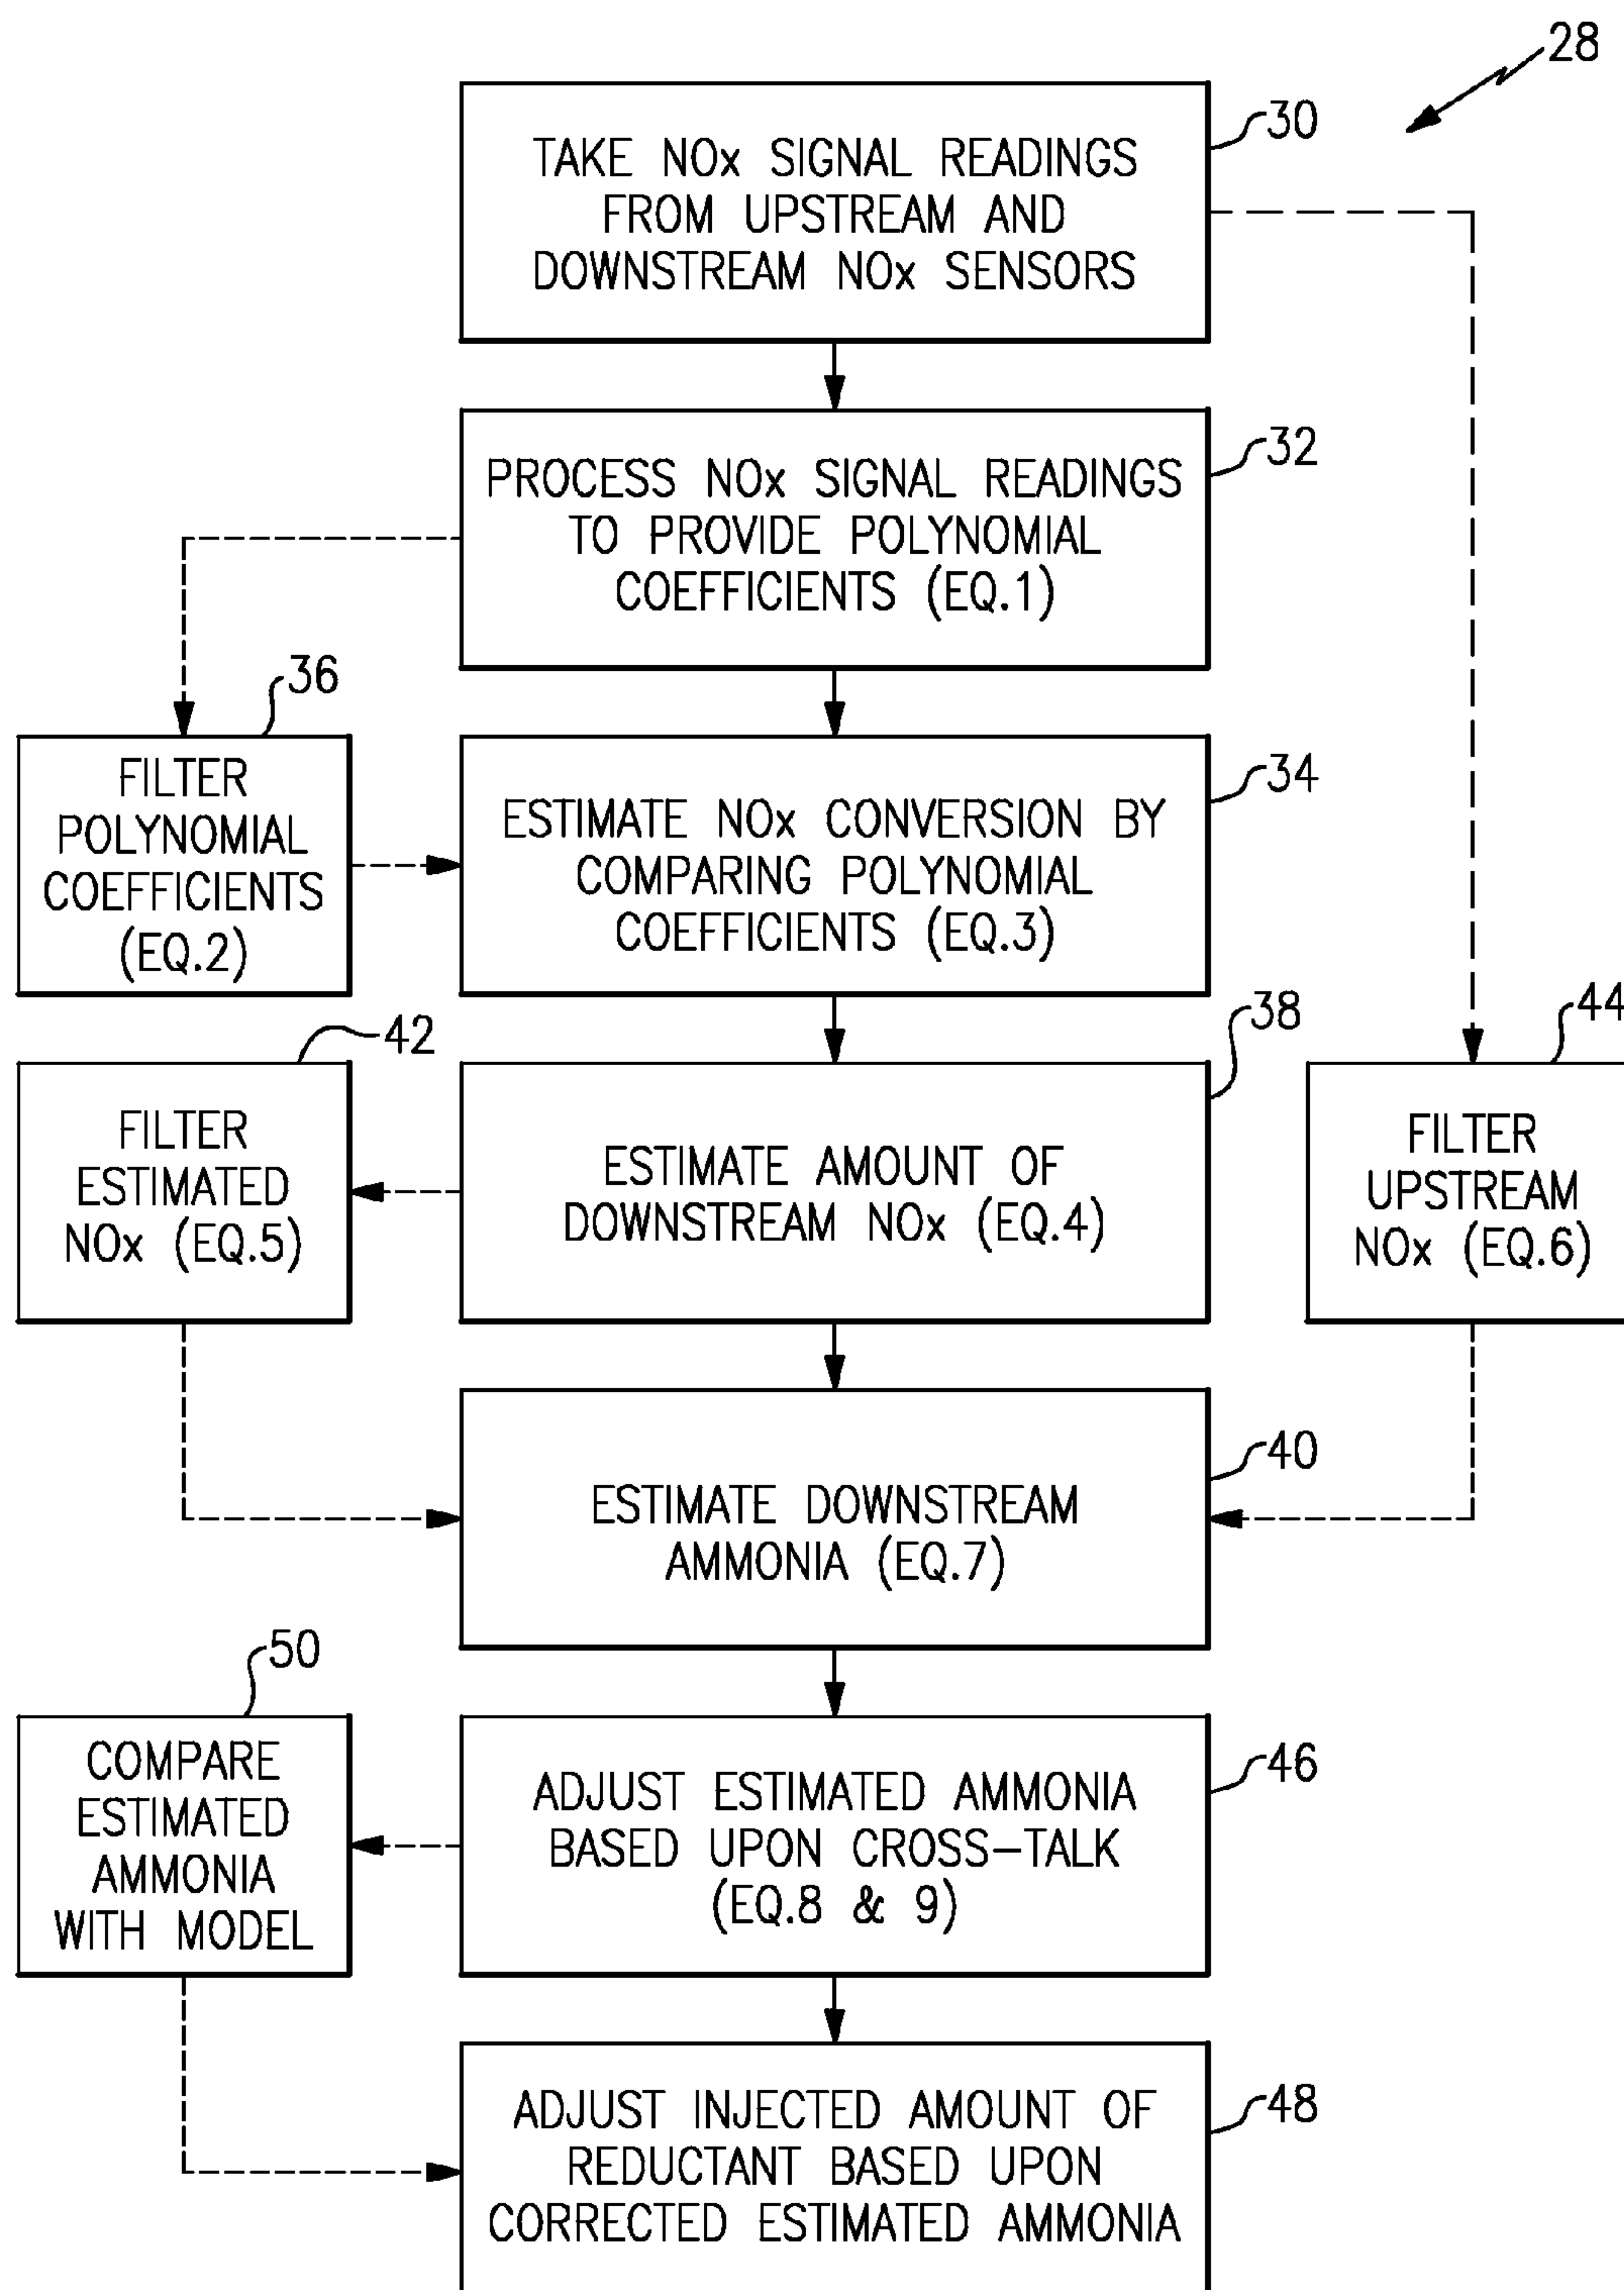 28
30
TAKE NOx SIGNAL READINGS
FROM UPSTREAM AND
DOWNSTREAM NOx SENSORS
32
PROCESS NOx SIGNAL READINGS
TO PROVIDE POLYNOMIAL
COEFFICIENTS (EQ.1)
36
FILTER
POLYNOMIAL
COEFFICIENTS
(EQ.2)
34
ESTIMATE NOx CONVERSION BY
COMPARING POLYNOMIAL
COEFFICIENTS (EQ.3)
42
FILTER
ESTIMATED
NOx (EQ.5)
38
ESTIMATE AMOUNT OF
DOWNSTREAM NOx (EQ.4)
44
FILTER
UPSTREAM
NOx (EQ.6)
40
ESTIMATE DOWNSTREAM
AMMONIA (EQ.7)
50
COMPARE
ESTIMATED
AMMONIA
WITH MODEL
46
ADJUST ESTIMATED AMMONIA
BASED UPON CROSS-TALK
(EQ.8 & 9)
48
ADJUST INJECTED AMOUNT OF
REDUCTANT BASED UPON
CORRECTED ESTIMATED AMMONIA